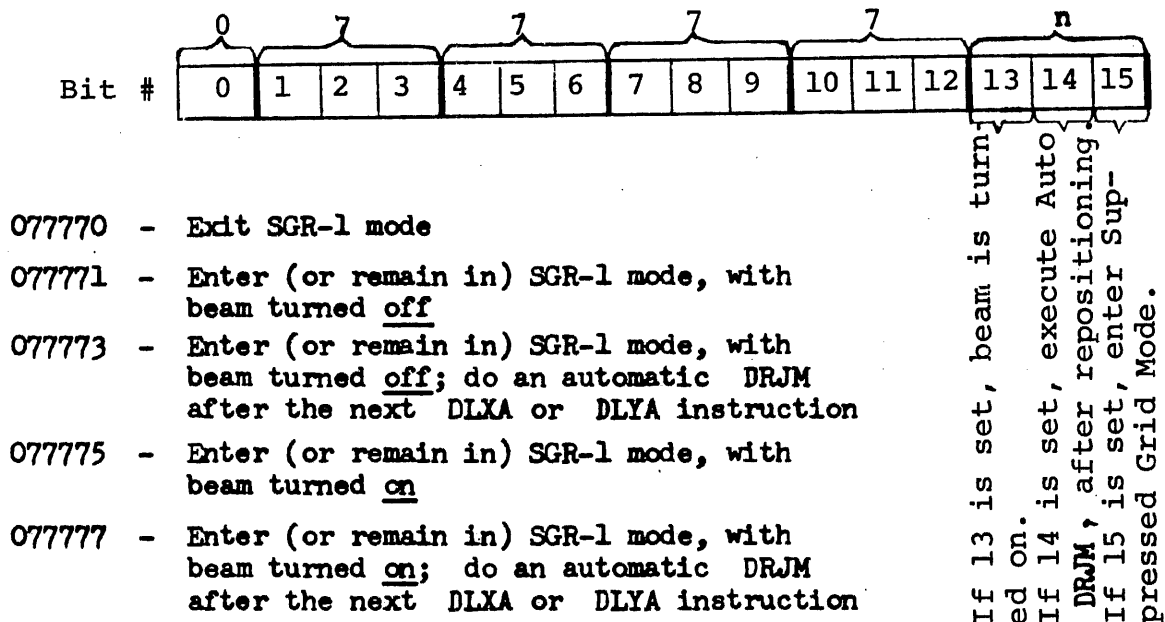 0 7 7 7 7 n
Bit # 0 1 2 3 4 5 6 7 8 9 10 11 12 13 14 15
077770 - Exit SGR-1 mode
077771 - Enter (or remain in) SGR-1 mode, with
beam turned off
077773 - Enter (or remain in) SGR-1 mode, with
beam turned off; do an automatic DRJM
after the next DLXA or DLYA instruction
077775 - Enter (or remain in) SGR-1 mode, with
beam turned on
077777 - Enter (or remain in) SGR-1 mode, with
beam turned on; do an automatic DRJM
after the next DLXA or DLYA instruction
If 13 is set, beam is turn-
ed on.
If 14 is set, execute Auto
DRJM, after repositioning.
If 15 is set, enter Sup-
pressed Grid Mode.